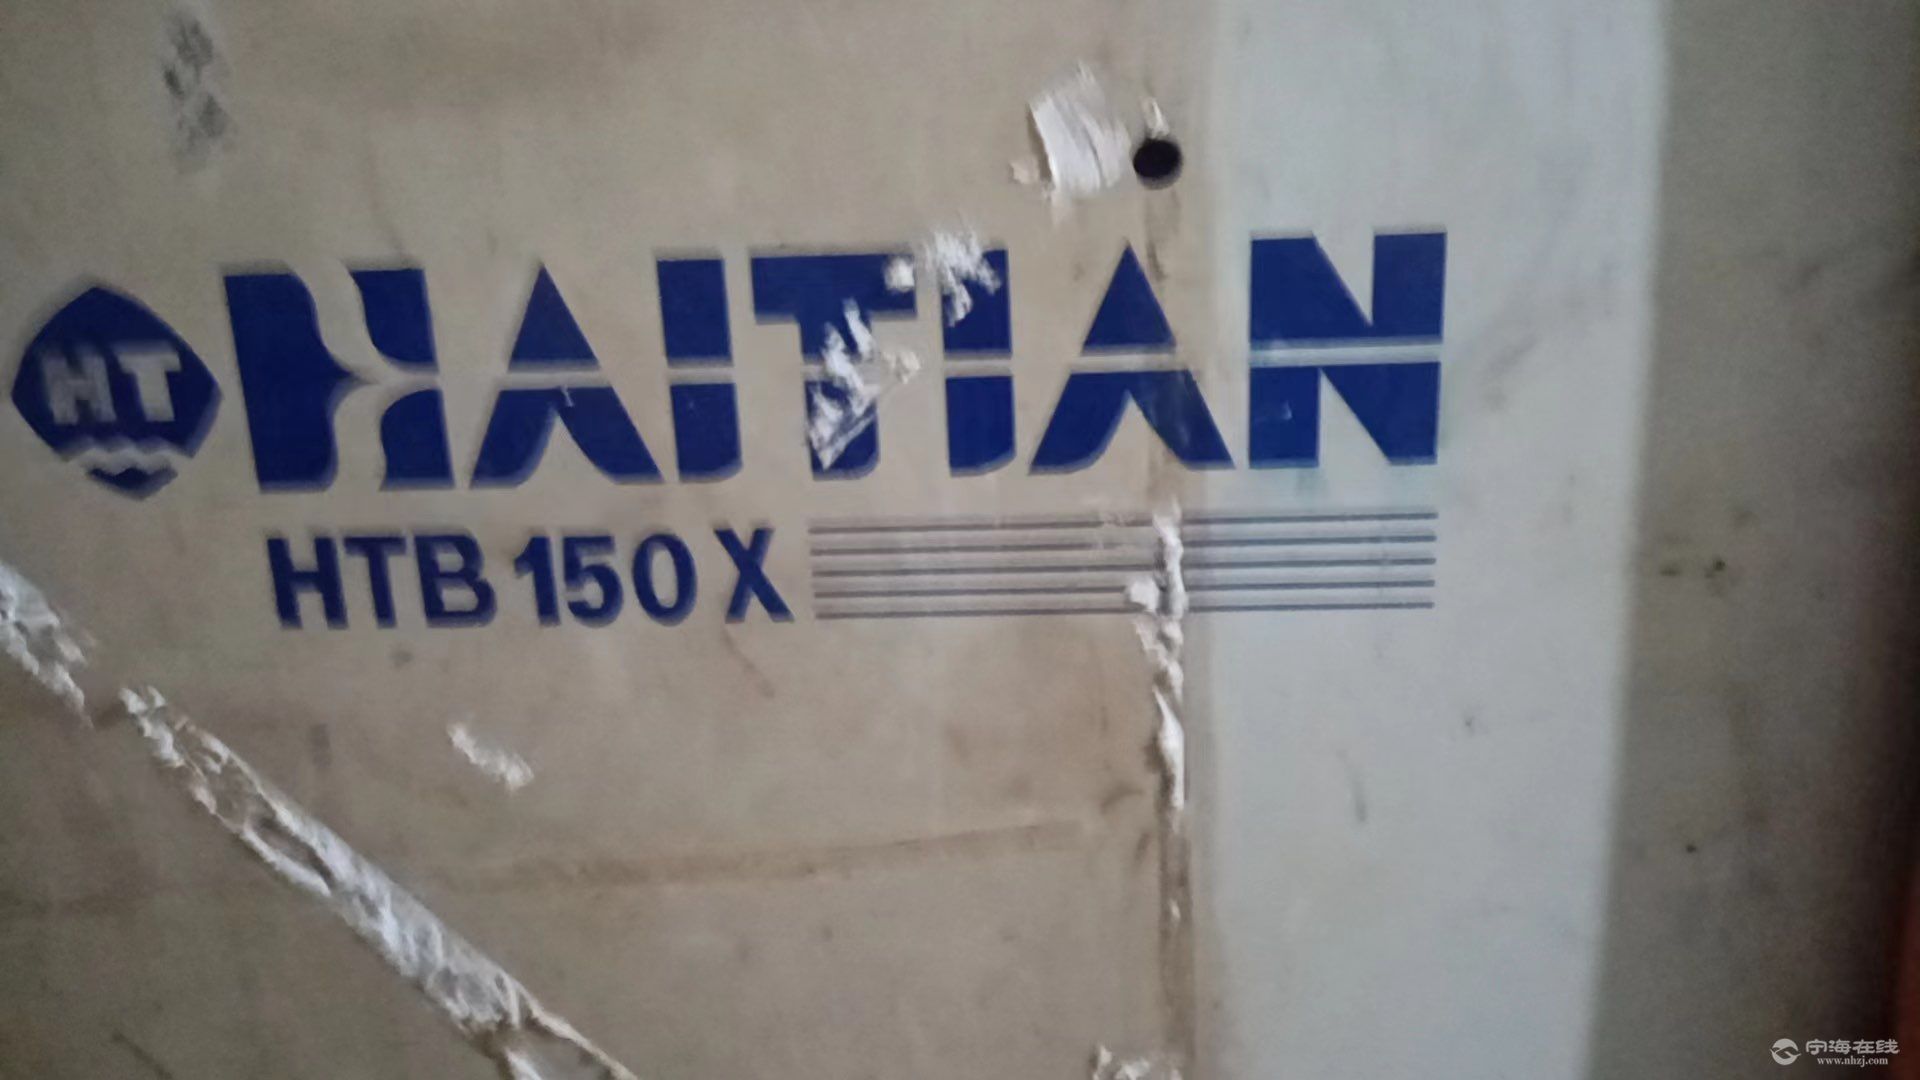 HT
HAITIAN
HTB 150 X
宁海在线
www.nhzj.com